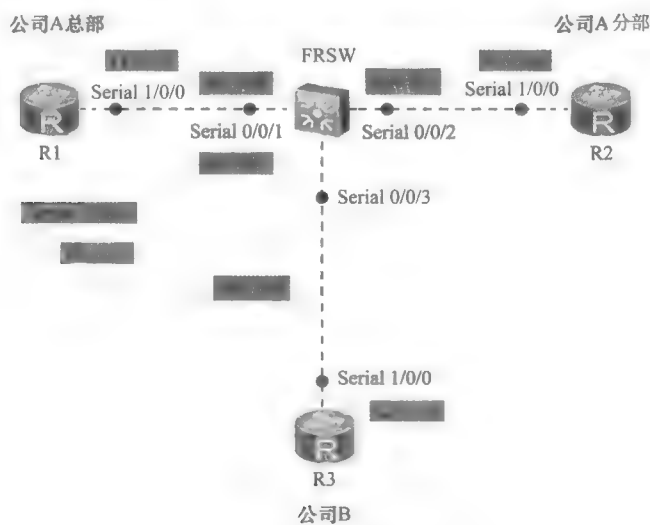 公司A总部
公司A 分部
FRSW
Serial 1/0/0
Serial 1/0/0
R
Serial 0/0/1
Serial 0/0/2
R
R1
R2
Serial 0/0/3
Serial 1/0/0
R
R3
公司B